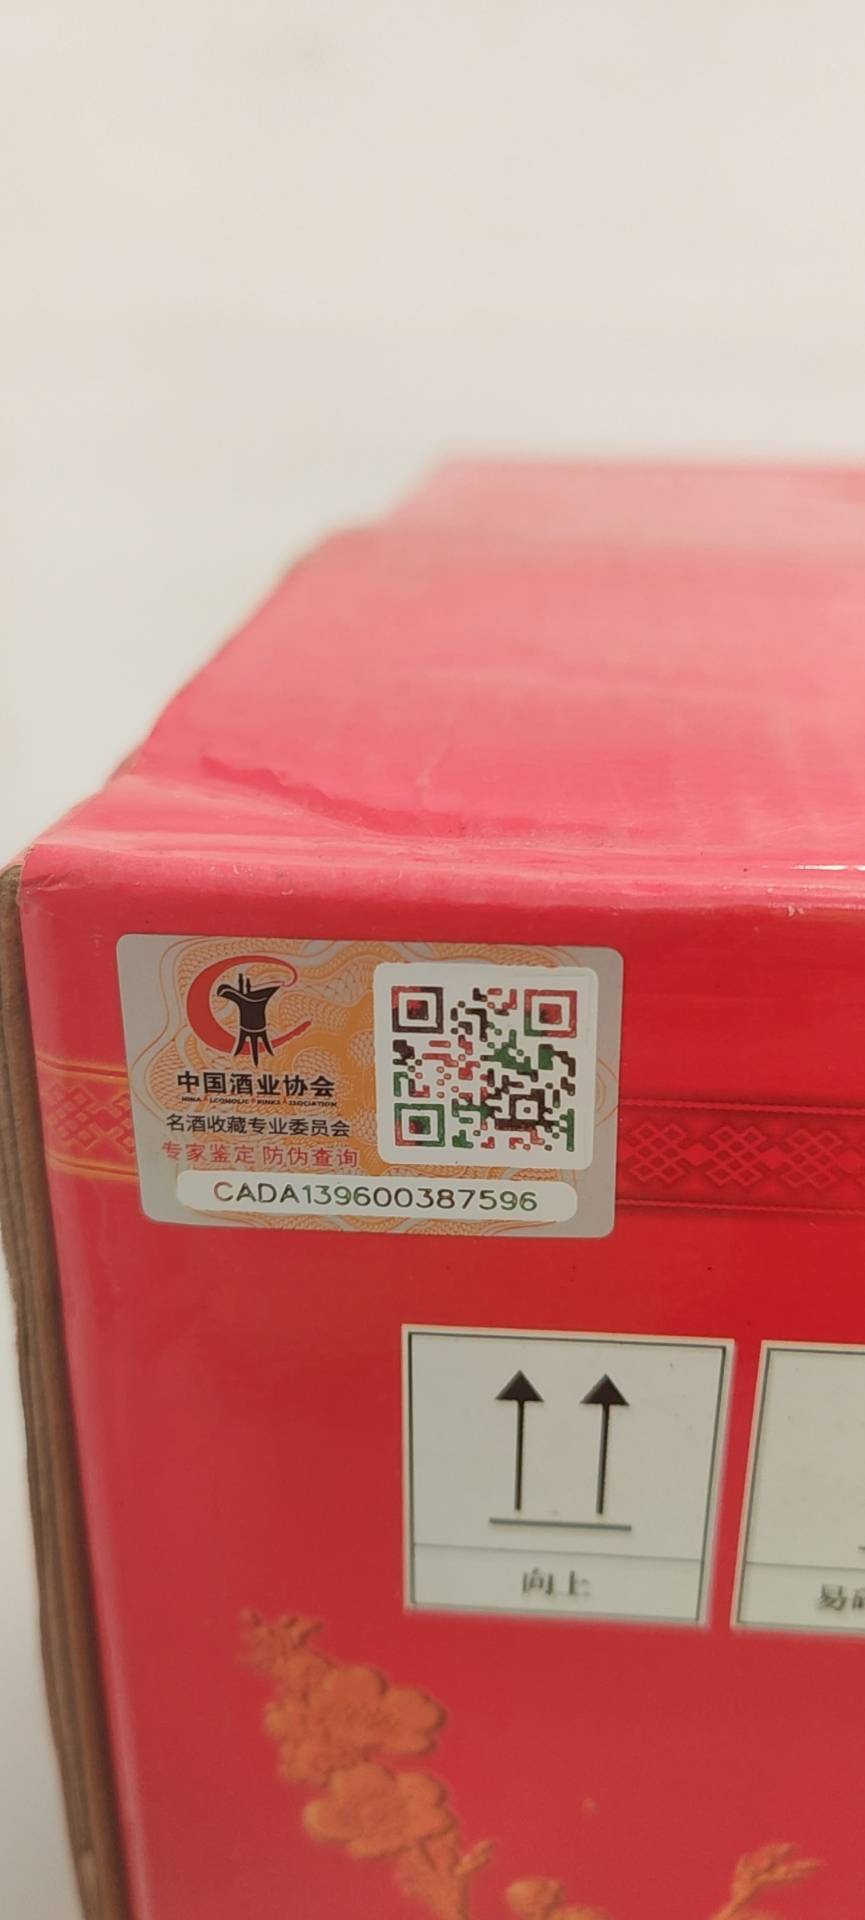 中国酒业协会
名酒收藏专业委员会
专家鉴定 防伪查询
CADA139600387596
向上